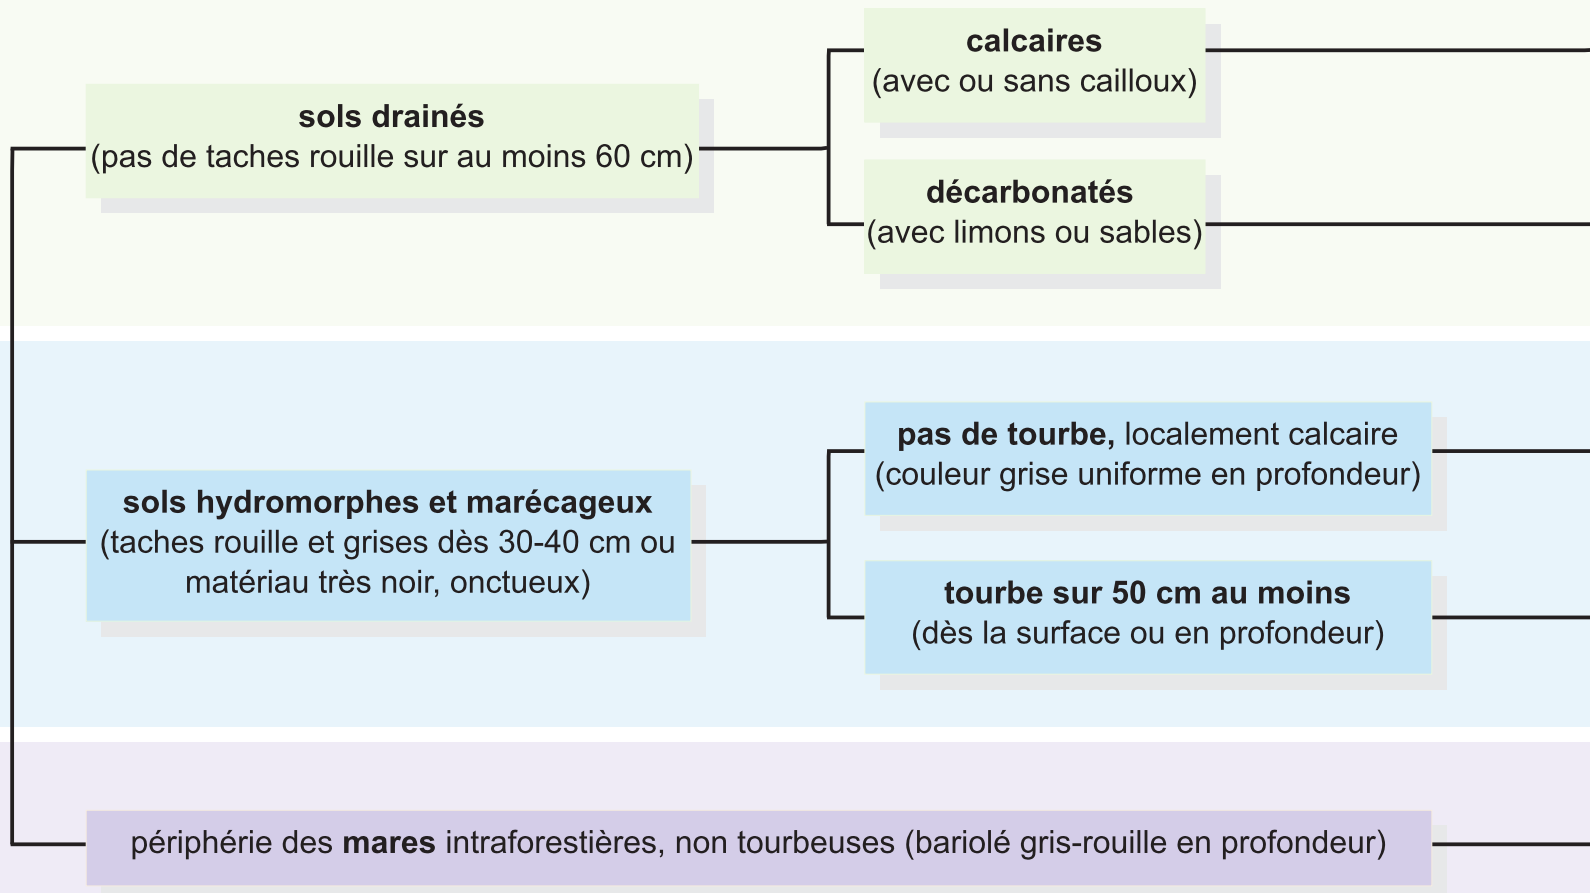 sols drainés
(pas de taches rouille sur au moins 60 cm)
calcaires
(avec ou sans cailloux)
décarbonatés
(avec limons ou sables)
sols hydromorphes et marécageux
(taches rouille et grises dès 30-40 cm ou
matériau très noir, onctueux)
pas de tourbe, localement calcaire
(couleur grise uniforme en profondeur)
tourbe sur 50 cm au moins
(dès la surface ou en profondeur)
périphérie des mares intraforestières, non tourbeuses (bariolé gris-rouille en profondeur)